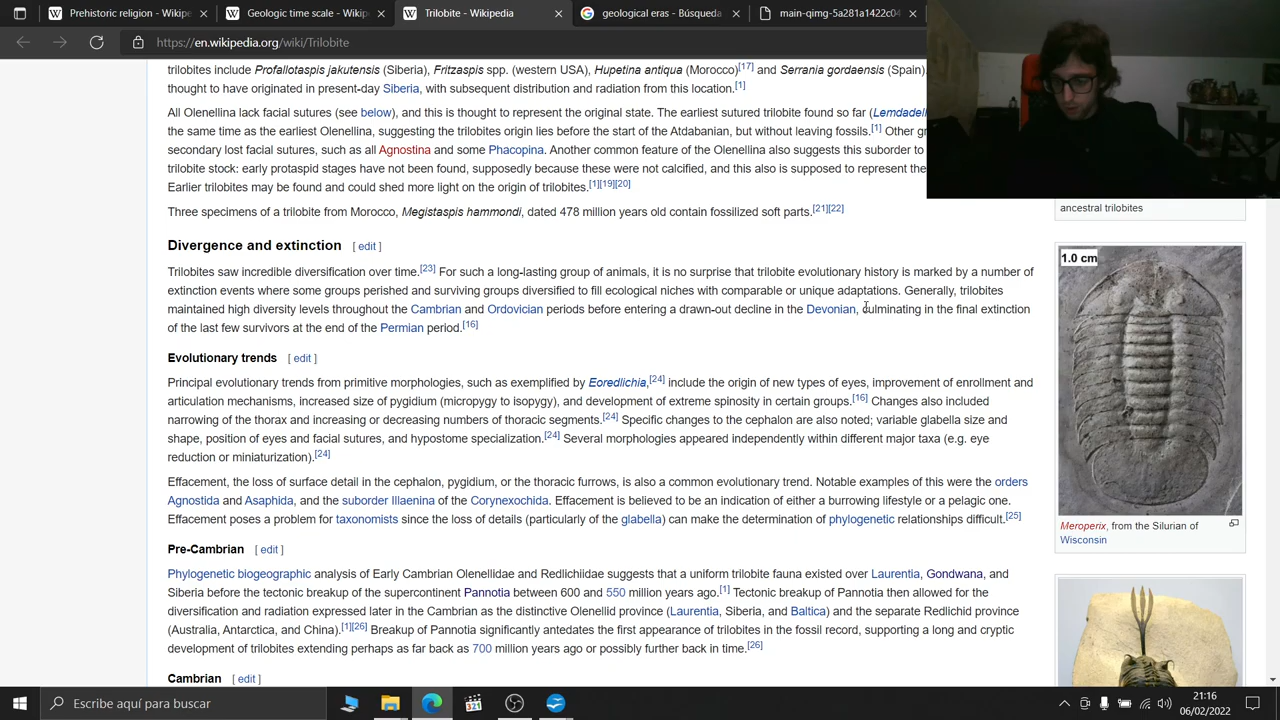 Prehistoric religion - Wikipe
Geologic time scale - Wikip
Trilobite - Wikipedia
geological eras - Búsqueda
main-qimg-5a281a1422c04
https://en.wikipedia.org/wiki/Trilobite
trilobites include Profallotaspis jakutensis (Siberia), Fritzaspis spp. (western USA), Hupetina antiqua (Morocco)[17] and Serrania gordaensis (Spain),
thought to have originated in present-day Siberia, with subsequent distribution and radiation from this location.[1]
All Olenellina lack facial sutures (see below), and this is thought to represent the original state. The earliest sutured trilobite found so far (Lemdadell
the same time as the earliest Olenellina, suggesting the trilobites origin lies before the start of the Atdabanian, but without leaving fossils.[1] Other gr
secondary lost facial sutures, such as all Agnostina and some Phacopina. Another common feature of the Olenellina also suggests this suborder to
trilobite stock: early protaspid stages have not been found, supposedly because these were not calcified, and this also is supposed to represent the
Earlier trilobites may be found and could shed more light on the origin of trilobites.[1][19][20]
Three specimens of a trilobite from Morocco, Megistaspis hammondi, dated 478 million years old contain fossilized soft parts.[21][22]
ancestral trilobites
Divergence and extinction [ edit ]
Trilobites saw incredible diversification over time.[23] For such a long-lasting group of animals, it is no surprise that trilobite evolutionary history is marked by a number of
extinction events where some groups perished and surviving groups diversified to fill ecological niches with comparable or unique adaptations. Generally, trilobites
maintained high diversity levels throughout the Cambrian and Ordovician periods before entering a drawn-out decline in the Devonian, culminating in the final extinction
of the last few survivors at the end of the Permian period.[16]
1.0 cm
Evolutionary trends [ edit ]
Principal evolutionary trends from primitive morphologies, such as exemplified by Eoredlichia,[24] include the origin of new types of eyes, improvement of enrollment and
articulation mechanisms, increased size of pygidium (micropygy to isopygy), and development of extreme spinosity in certain groups.[16] Changes also included
narrowing of the thorax and increasing or decreasing numbers of thoracic segments.[24] Specific changes to the cephalon are also noted; variable glabella size and
shape, position of eyes and facial sutures, and hypostome specialization.[24] Several morphologies appeared independently within different major taxa (e.g. eye
reduction or miniaturization).[24]
Effacement, the loss of surface detail in the cephalon, pygidium, or the thoracic furrows, is also a common evolutionary trend. Notable examples of this were the orders
Agnostida and Asaphida, and the suborder Illaenina of the Corynexochida. Effacement is believed to be an indication of either a burrowing lifestyle or a pelagic one.
Effacement poses a problem for taxonomists since the loss of details (particularly of the glabella) can make the determination of phylogenetic relationships difficult.[25]
Meroperix, from the Silurian of
Wisconsin
Pre-Cambrian [ edit ]
Phylogenetic biogeographic analysis of Early Cambrian Olenellidae and Redlichiidae suggests that a uniform trilobite fauna existed over Laurentia, Gondwana, and
Siberia before the tectonic breakup of the supercontinent Pannotia between 600 and 550 million years ago.[1] Tectonic breakup of Pannotia then allowed for the
diversification and radiation expressed later in the Cambrian as the distinctive Olenellid province (Laurentia, Siberia, and Baltica) and the separate Redlichid province
(Australia, Antarctica, and China).[1][26] Breakup of Pannotia significantly antedates the first appearance of trilobites in the fossil record, supporting a long and cryptic
development of trilobites extending perhaps as far back as 700 million years ago or possibly further back in time.[26]
Cambrian [ edit ]
Escribe aquí para buscar
321
21:16
06/02/2022